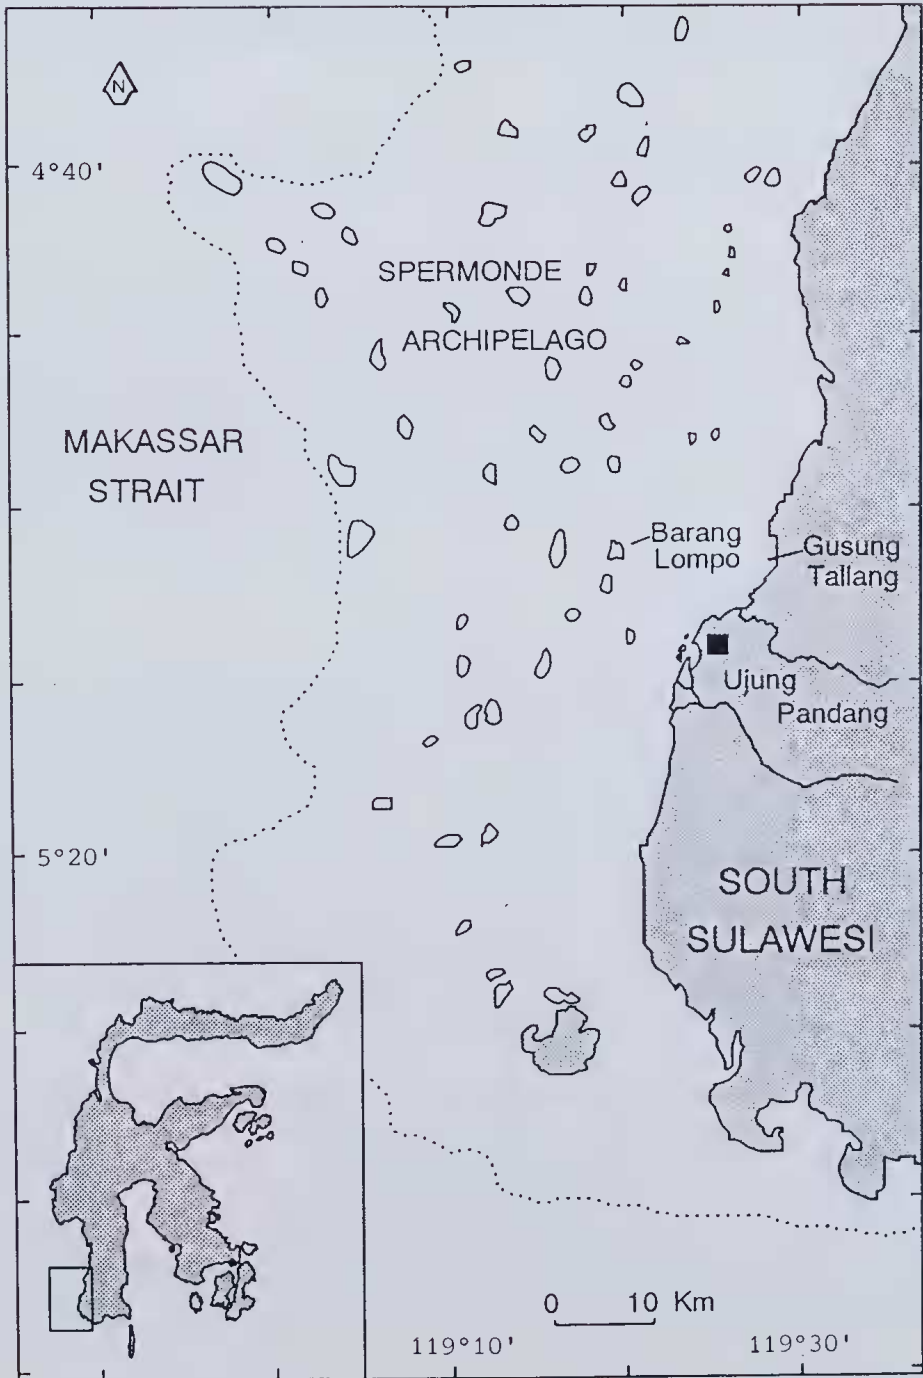 N
4°40'
SPERMONDE
ARCHIPELAGO
MAKASSAR
STRAIT
Barang
Lompo
Gusung
Tallang
Ujung
Pandang
5°20'
SOUTH
SULAWESI
0 10 Km
119°10'
119°30'